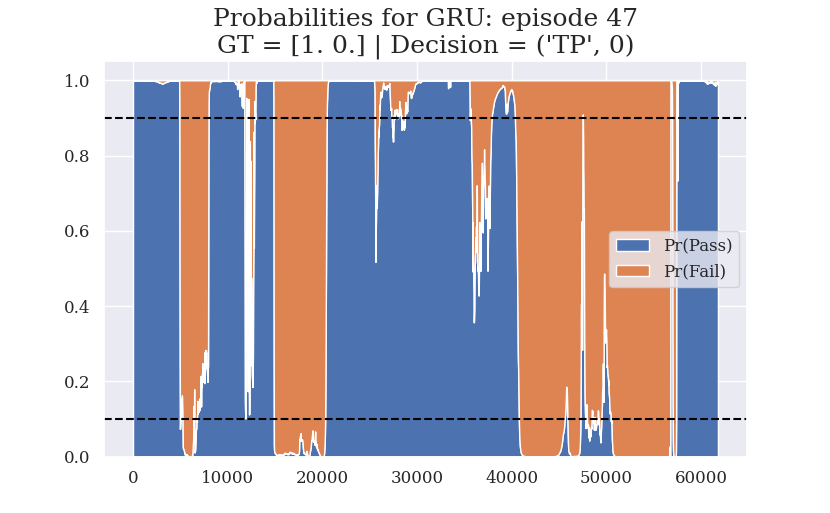 Probabilities for GRU: episode 47
GT = [1. 0.] | Decision = ('TP', 0)
1.0
0.8
0.6
0.4
0.2
0.0
Pr(Pass)
Pr(Fail)
0 10000 20000 30000 40000 50000 60000